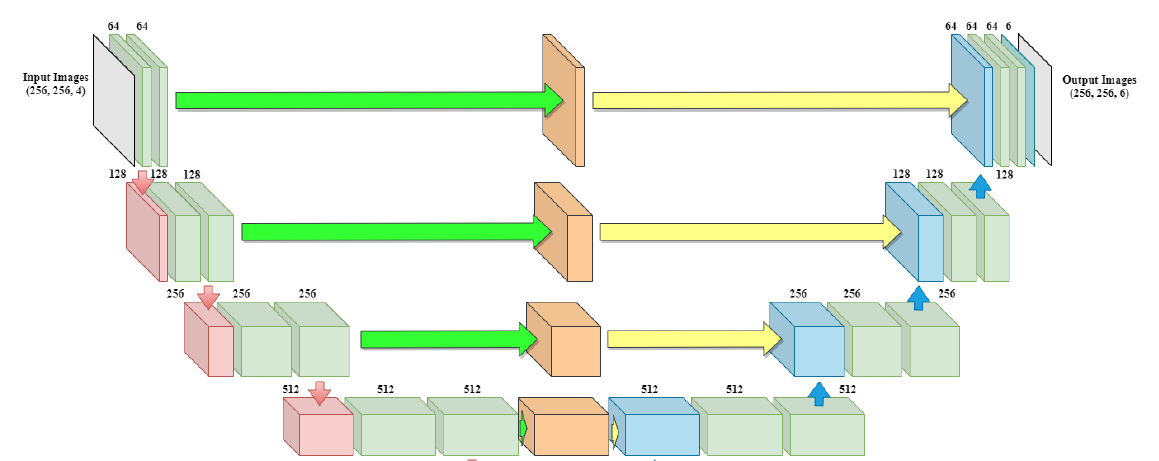 64 64
64 64 64 6
Input Images
(256, 256, 4)
Output Images
(256, 256, 6)
128 128 128
128 128 128
256 256 256
256 256 256
512 512 512
512 512 512